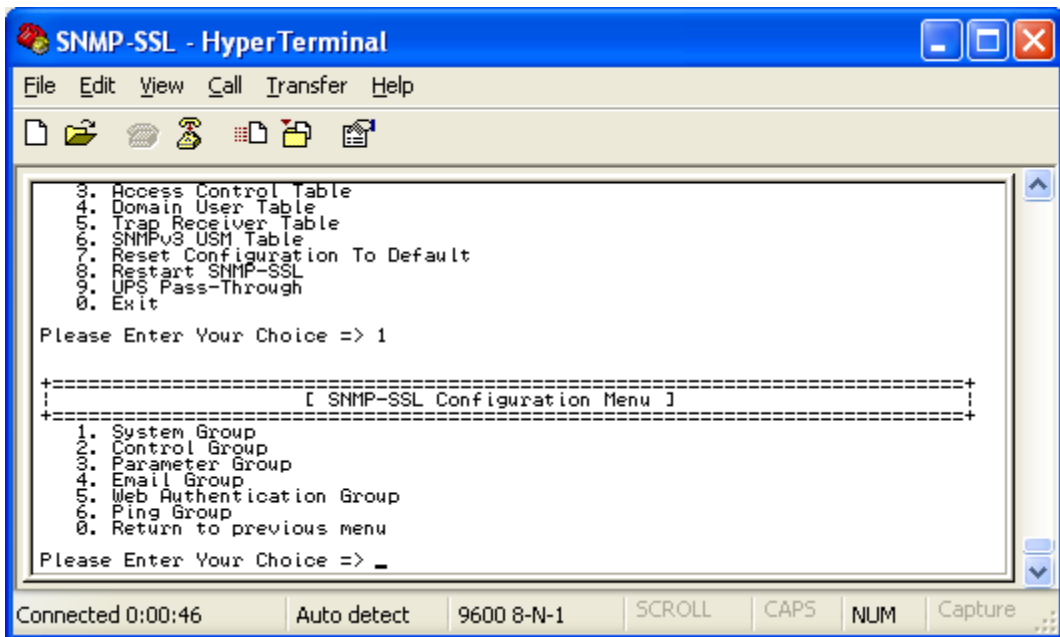 SNMP-SSL - HyperTerminal
File Edit View Call Transfer Help
3. Access Control Table
4. Domain User Table
5. Trap Receiver Table
6. SNMPv3 USM Table
7. Reset Configuration To Default
8. Restart SNMP-SSL
9. UPS Pass-Through
0. Exit
Please Enter Your Choice => 1
+============================================================================+
¦ [ SNMP-SSL Configuration Menu ] ¦
+============================================================================+
1. System Group
2. Control Group
3. Parameter Group
4. Email Group
5. Web Authentication Group
6. Ping Group
0. Return to previous menu
Please Enter Your Choice => _
Connected 0:00:46 Auto detect 9600 8-N-1 SCROLL CAPS NUM Capture